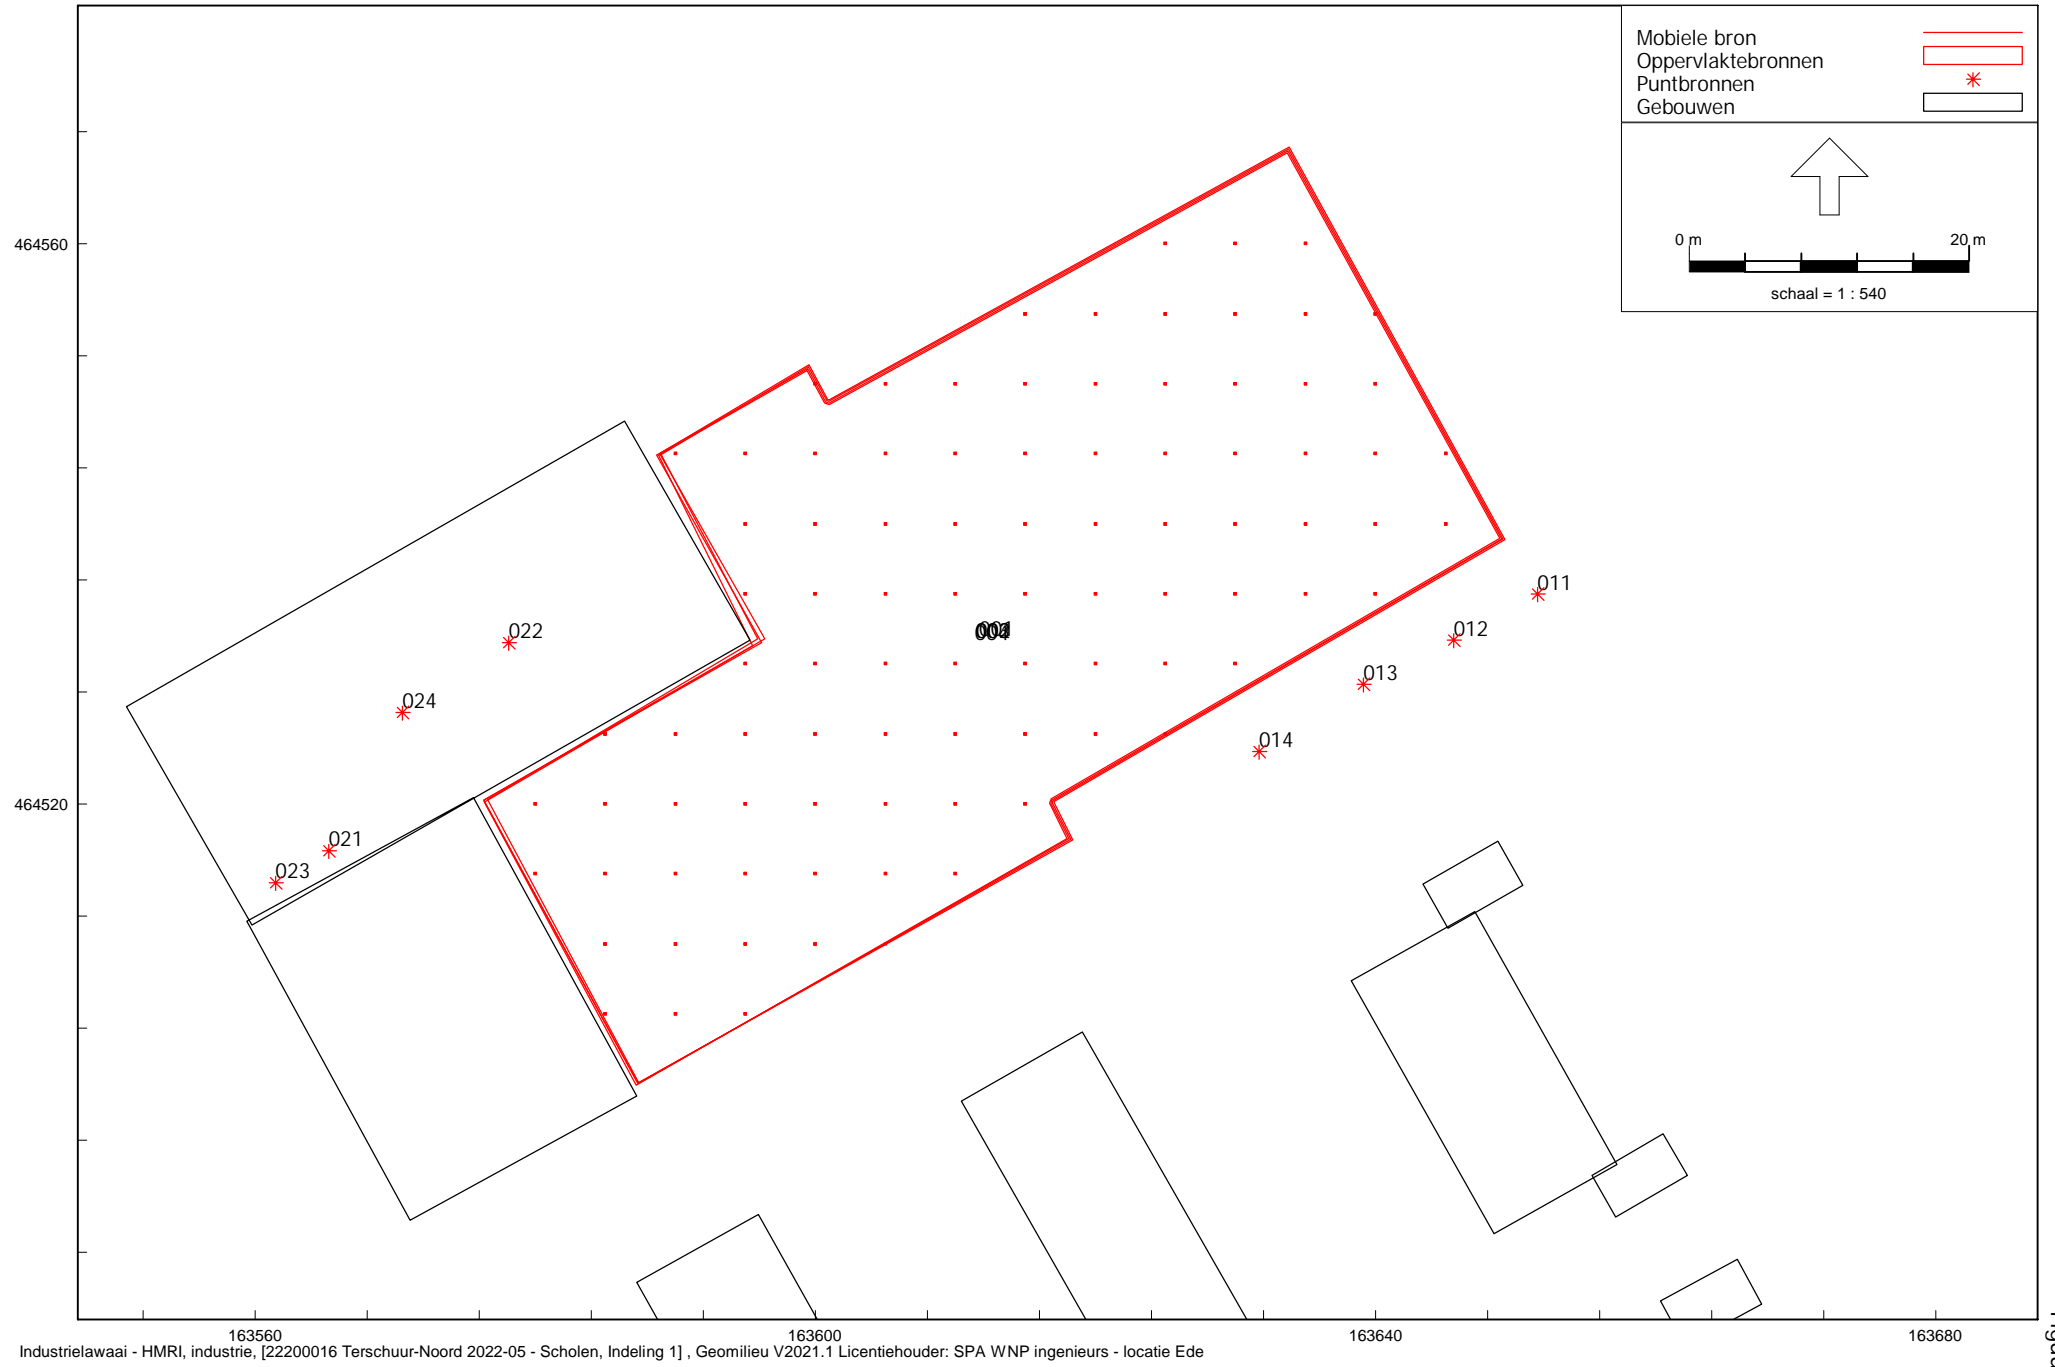 Mobiele bron
Oppervlaktebronnen
Puntbronnen
Gebouwen
0 m 20 m
schaal = 1 : 540
464560
464520
011
012
013
014
022
024
021
023
163560 163600 163640 163680
Industrielawaai - HMRI, industrie, [22200016 Terschuur-Noord 2022-05 - Scholen, Indeling 1] , Geomilieu V2021.1 Licentiehouder: SPA WNP ingenieurs - locatie Ede